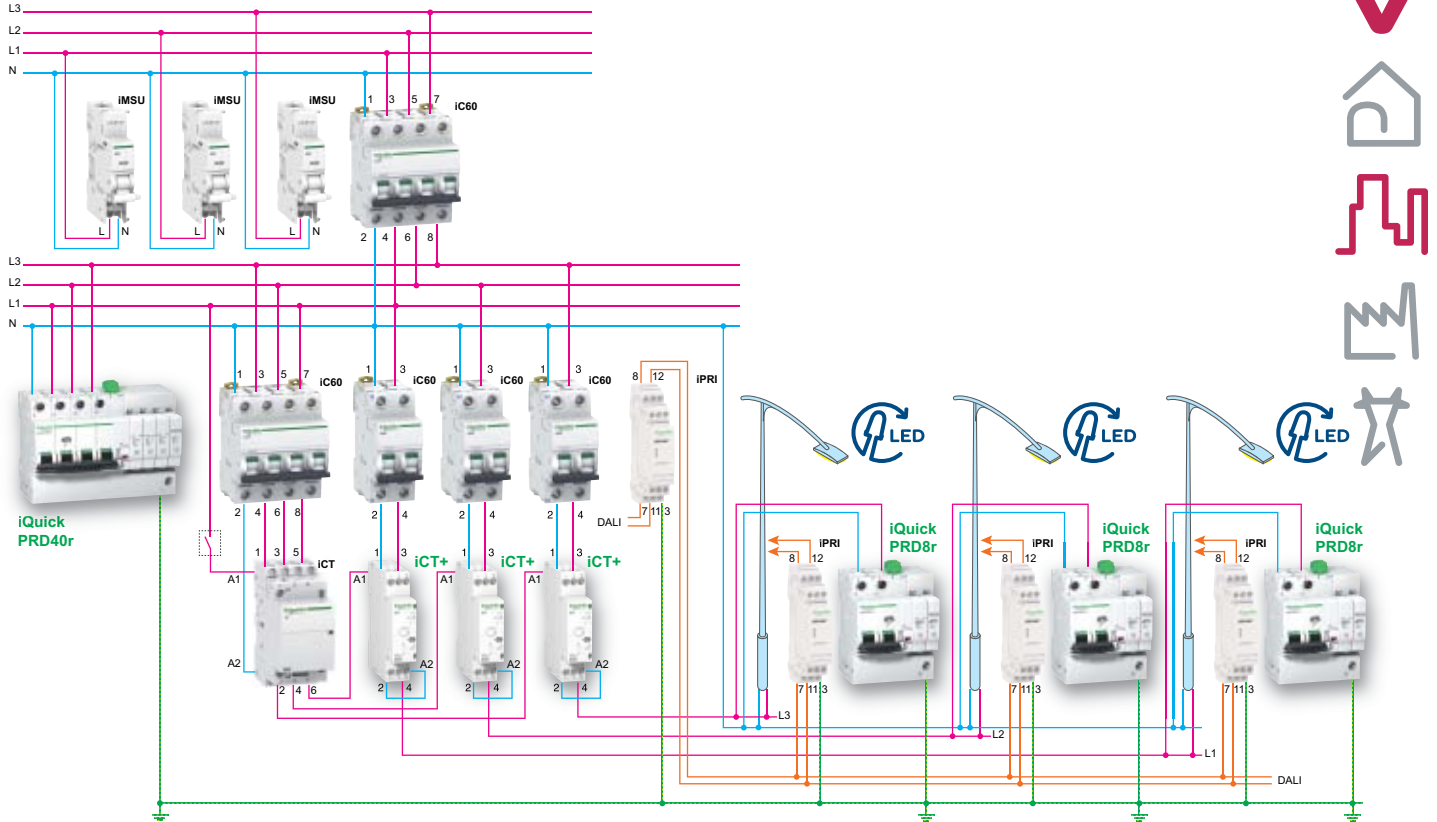 L3
L2
L1
N
iMSU
iMSU
iMSU
1 3 5 7
iC60
L N
L N
L N
2 4 6 8
L3
L2
L1
N
1 3 5 7
iC60
1 3
iC60
1 3
iC60
1 3
iC60
8 12
iPRI
LED
LED
LED
iQuick
PRD40r
2 4 6 8
2 4
2 4
2 4
7 11 3
DALI
1 3 5
iCT
A1
A2
2 4 6
1 3
iCT+
A1
A2
2 4
1 3
iCT+
A1
A2
2 4
1 3
iCT+
A1
A2
2 4
iPRI
8 12
7 11 3
iQuick
PRD8r
iPRI
8 12
7 11 3
iQuick
PRD8r
iPRI
8 12
7 11 3
iQuick
PRD8r
L3
L2
L1
DALI